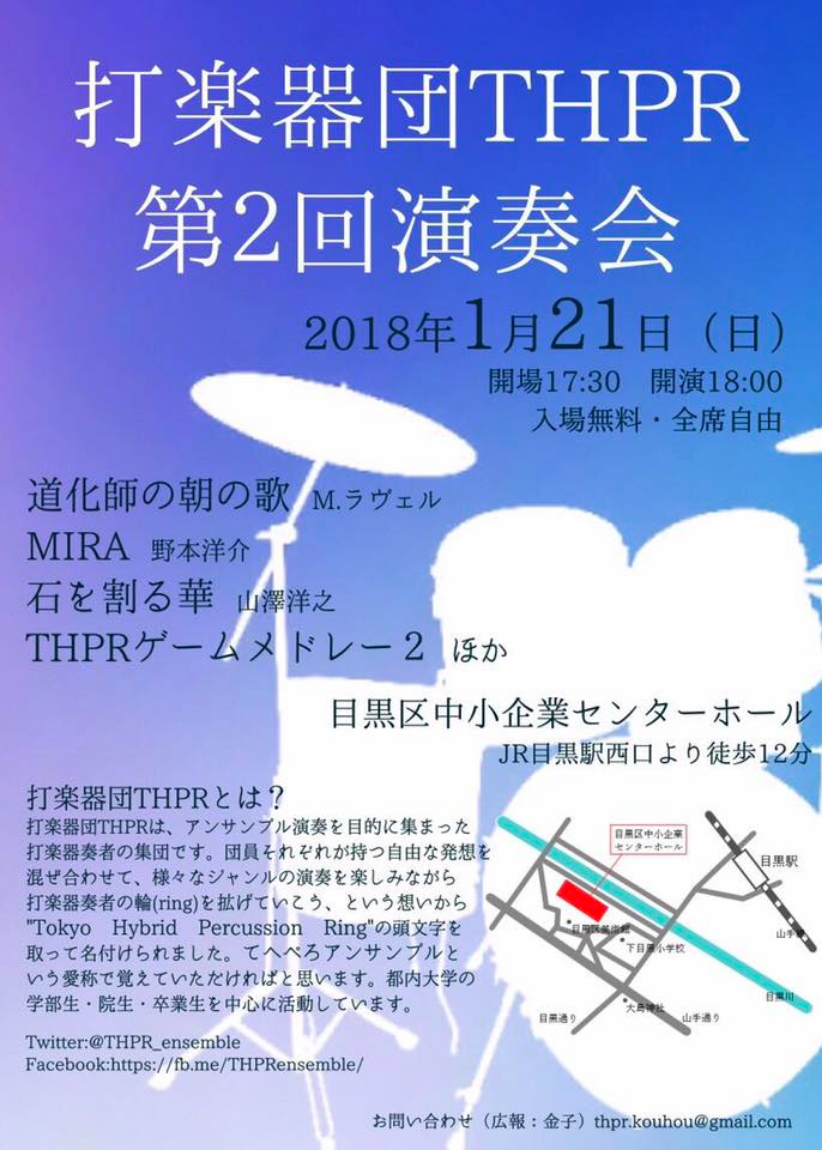 打楽器団THPR
第2回演奏会
2018年1月21日（日）
開場17:30　開演18:00
入場無料・全席自由
道化師の朝の歌 M.ラヴェル
MIRA 野本洋介
石を割る華 山澤洋之
THPRゲームメドレー２ ほか
目黒区中小企業センターホール
JR目黒駅西口より徒歩12分
打楽器団THPRとは？
打楽器団THPRは、アンサンブル演奏を目的に集まった
打楽器奏者の集団です。団員それぞれが持つ自由な発想を
混ぜ合わせて、様々なジャンルの演奏を楽しみながら
打楽器奏者の輪(ring)を拡げていこう、という想いから
"Tokyo Hybrid Percussion Ring"の頭文字を
取って名付けられました。てへぺろアンサンブルと
いう愛称で覚えていただければと思います。都内大学の
学部生・院生・卒業生を中心に活動しています。
Twitter:@THPR_ensemble
Facebook:https://fb.me/THPRensemble/
目黒区中小企業
センターホール
目黒駅
目黒区美術館
下目黒小学校
山手線
目黒川
大鳥神社
目黒通り
山手通り
お問い合わせ（広報：金子）thpr.kouhou@gmail.com